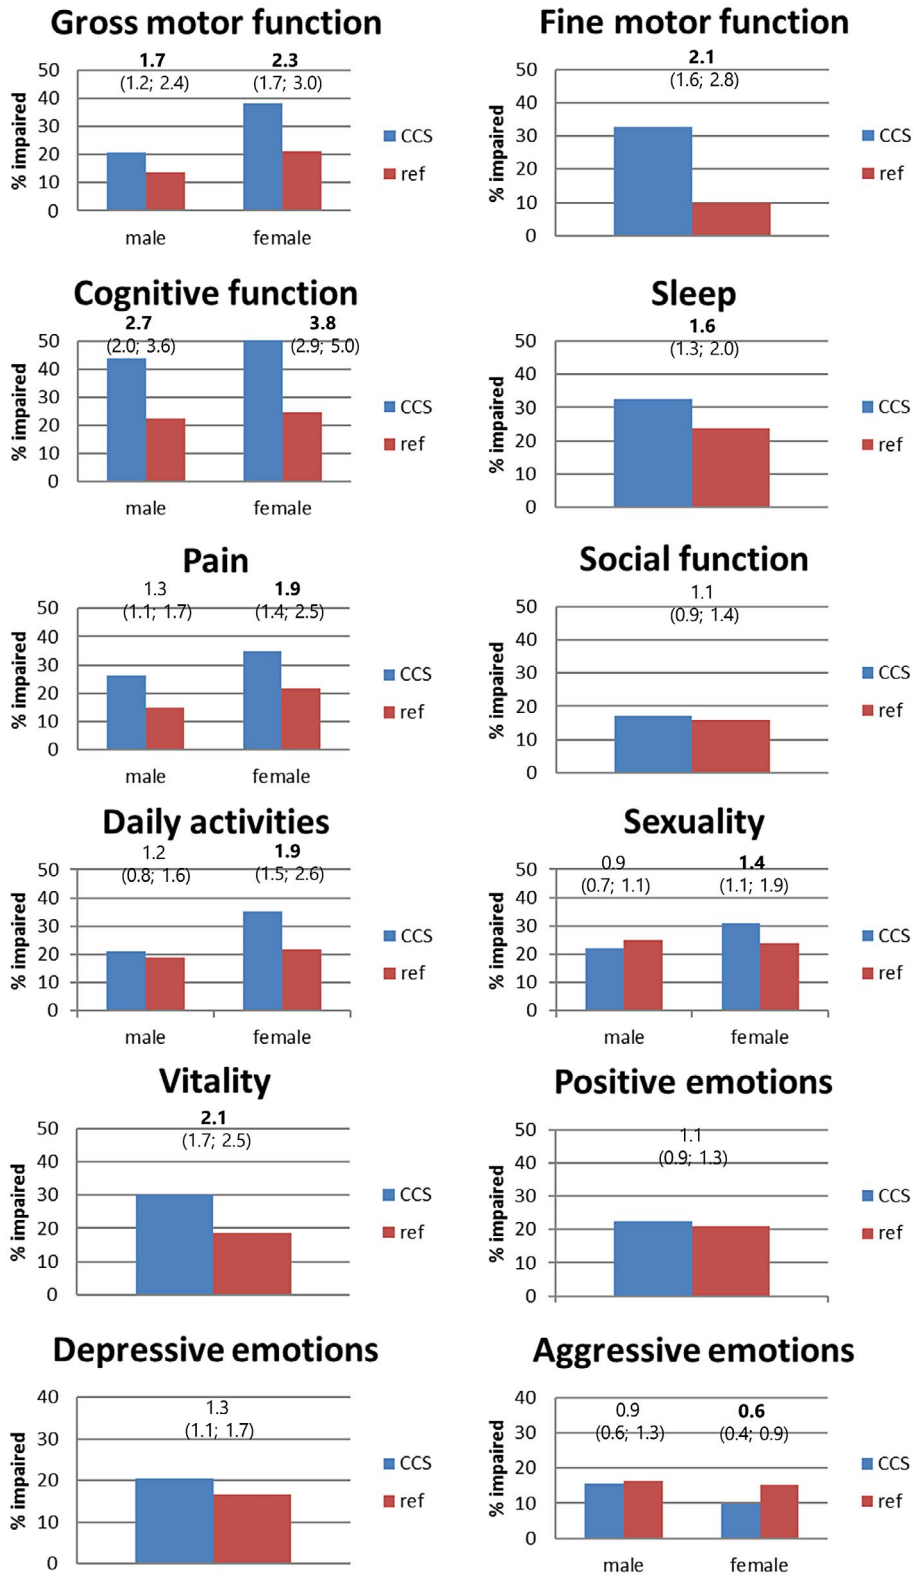 Gross motor function
1.7 2.3
(1.2; 2.4) (1.7; 3.0)
% impaired
50
40
30
20
10
0
male female
CCS
ref
Fine motor function
2.1
(1.6; 2.8)
% impaired
50
40
30
20
10
0
CCS
ref
Cognitive function
2.7 3.8
(2.0; 3.6) (2.9; 5.0)
% impaired
50
40
30
20
10
0
male female
CCS
ref
Sleep
1.6
(1.3; 2.0)
% impaired
50
40
30
20
10
0
CCS
ref
Pain
1.3 1.9
(1.1; 1.7) (1.4; 2.5)
% impaired
50
40
30
20
10
0
male female
CCS
ref
Social function
1.1
(0.9; 1.4)
% impaired
50
40
30
20
10
0
CCS
ref
Daily activities
1.2 1.9
(0.8; 1.6) (1.5; 2.6)
% impaired
50
40
30
20
10
0
male female
CCS
ref
Sexuality
0.9 1.4
(0.7; 1.1) (1.1; 1.9)
% impaired
50
40
30
20
10
0
male female
CCS
ref
Vitality
2.1
(1.7; 2.5)
% impaired
50
40
30
20
10
0
CCS
ref
Positive emotions
1.1
(0.9; 1.3)
% impaired
50
40
30
20
10
0
CCS
ref
Depressive emotions
1.3
(1.1; 1.7)
% impaired
40
30
20
10
0
CCS
ref
Aggressive emotions
0.9 0.6
(0.6; 1.3) (0.4; 0.9)
% impaired
40
30
20
10
0
male female
CCS
ref